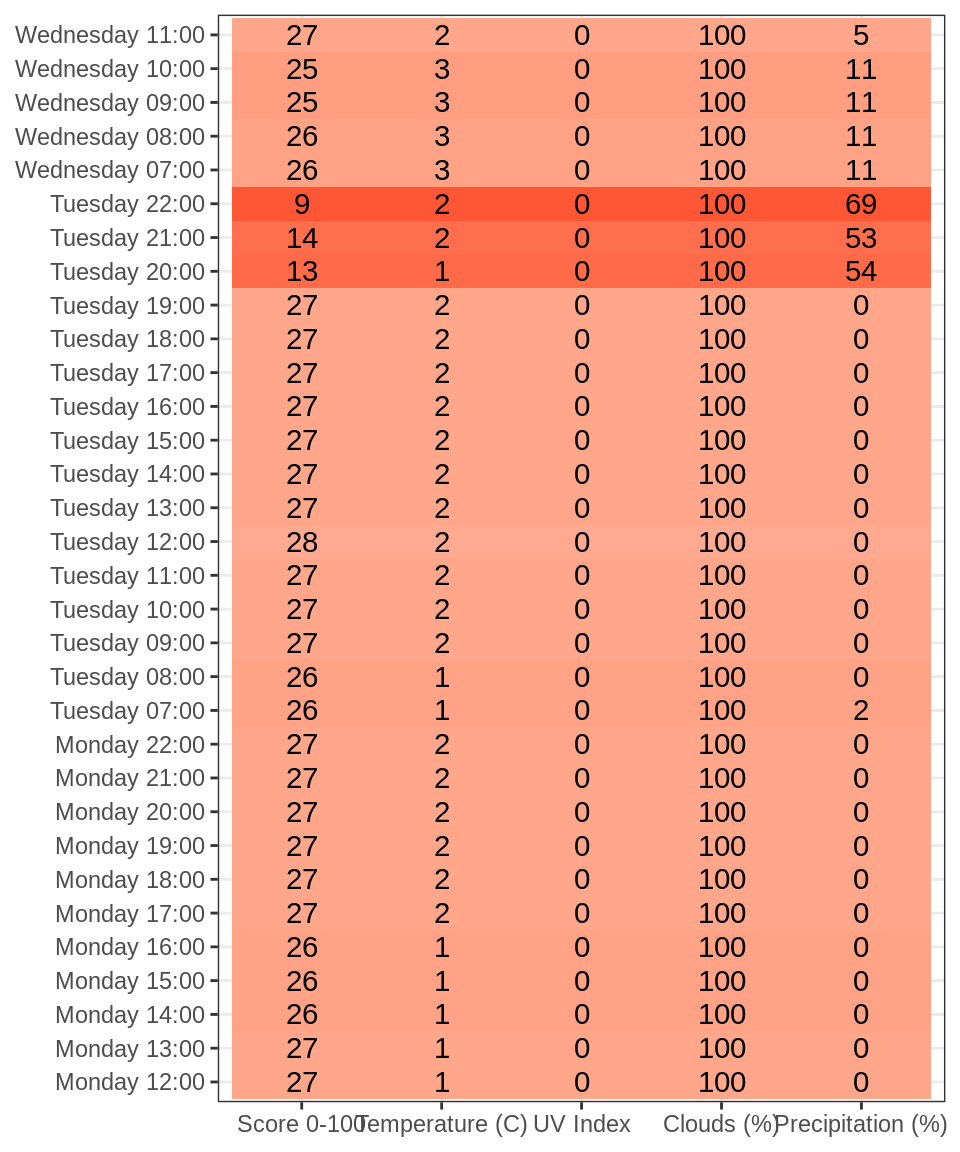 Wednesday 11:00 27 2 0 100 5
Wednesday 10:00 25 3 0 100 11
Wednesday 09:00 25 3 0 100 11
Wednesday 08:00 26 3 0 100 11
Wednesday 07:00 26 3 0 100 11
Tuesday 22:00 9 2 0 100 69
Tuesday 21:00 14 2 0 100 53
Tuesday 20:00 13 1 0 100 54
Tuesday 19:00 27 2 0 100 0
Tuesday 18:00 27 2 0 100 0
Tuesday 17:00 27 2 0 100 0
Tuesday 16:00 27 2 0 100 0
Tuesday 15:00 27 2 0 100 0
Tuesday 14:00 27 2 0 100 0
Tuesday 13:00 27 2 0 100 0
Tuesday 12:00 28 2 0 100 0
Tuesday 11:00 27 2 0 100 0
Tuesday 10:00 27 2 0 100 0
Tuesday 09:00 27 2 0 100 0
Tuesday 08:00 26 1 0 100 0
Tuesday 07:00 26 1 0 100 2
Monday 22:00 27 2 0 100 0
Monday 21:00 27 2 0 100 0
Monday 20:00 27 2 0 100 0
Monday 19:00 27 2 0 100 0
Monday 18:00 27 2 0 100 0
Monday 17:00 27 2 0 100 0
Monday 16:00 26 1 0 100 0
Monday 15:00 26 1 0 100 0
Monday 14:00 26 1 0 100 0
Monday 13:00 27 1 0 100 0
Monday 12:00 27 1 0 100 0
Score 0-100 Temperature (C) UV Index Clouds (%) Precipitation (%)